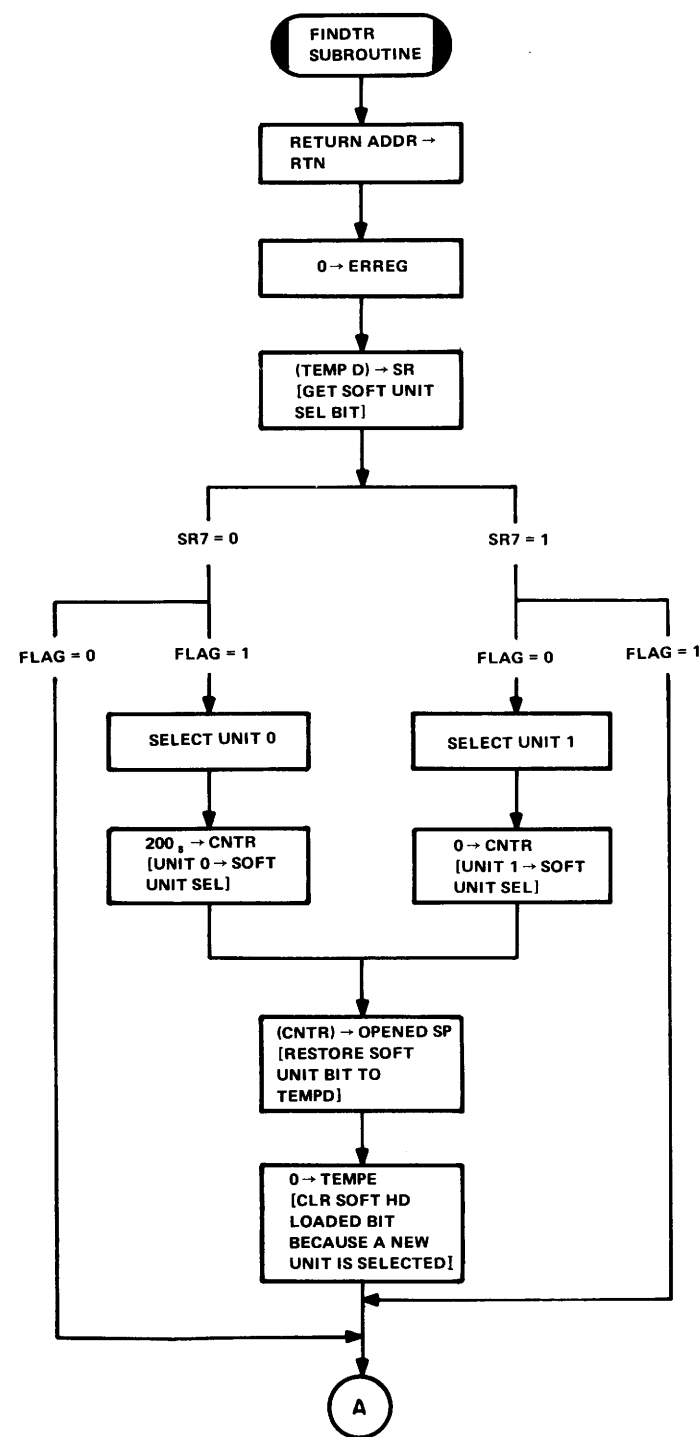 FINDTR
SUBROUTINE
RETURN ADDR →
RTN
0 → ERREG
(TEMP D) → SR
[GET SOFT UNIT
SEL BIT]
SR7 = 0
SR7 = 1
FLAG = 0
FLAG = 1
FLAG = 0
FLAG = 1
SELECT UNIT 0
SELECT UNIT 1
200₈ → CNTR
[UNIT 0 → SOFT
UNIT SEL]
0 → CNTR
[UNIT 1 → SOFT
UNIT SEL]
(CNTR) → OPENED SP
[RESTORE SOFT
UNIT BIT TO
TEMPD]
0 → TEMPE
[CLR SOFT HD
LOADED BIT
BECAUSE A NEW
UNIT IS SELECTED]
A